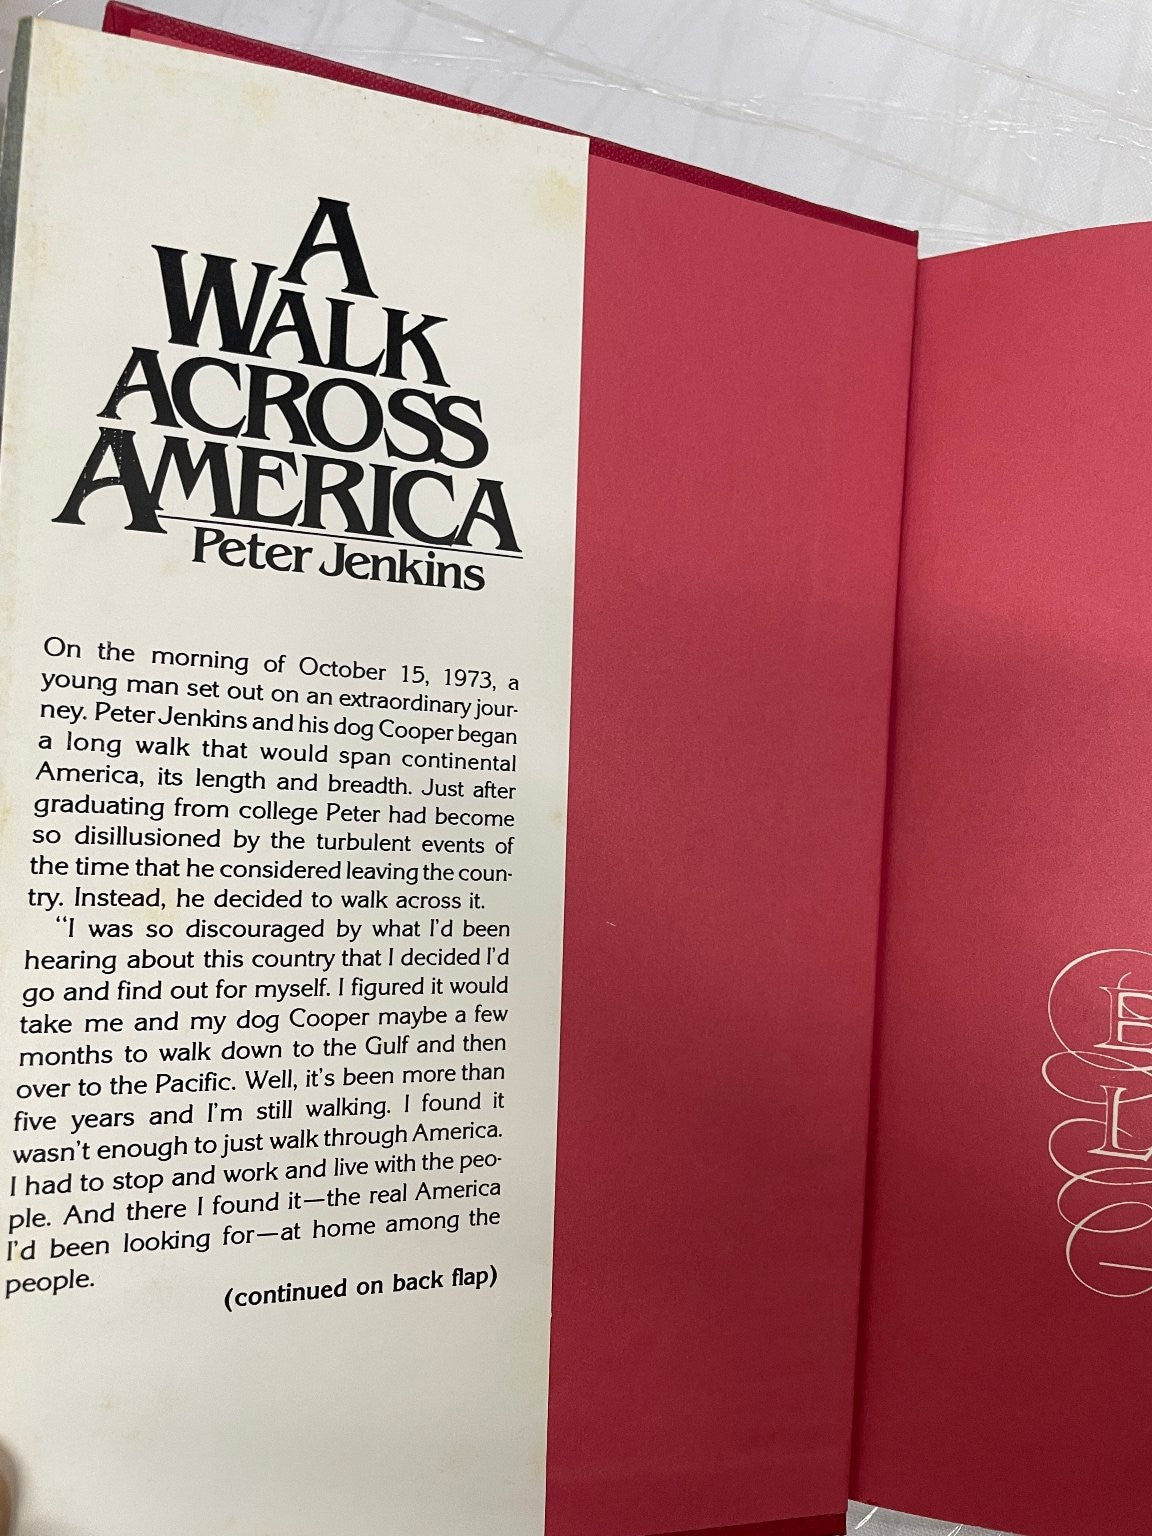 A
WALK
ACROSS
AMERICA
Peter Jenkins
On the morning of October 15, 1973, a
young man set out on an extraordinary jour-
ney. Peter Jenkins and his dog Cooper began
a long walk that would span continental
America, its length and breadth. Just after
graduating from college Peter had become
so disillusioned by the turbulent events of
the time that he considered leaving the coun-
try. Instead, he decided to walk across it.
“I was so discouraged by what I’d been
hearing about this country that I decided I’d
go and find out for myself. I figured it would
take me and my dog Cooper maybe a few
months to walk down to the Gulf and then
over to the Pacific. Well, it’s been more than
five years and I’m still walking. I found it
wasn’t enough to just walk through America.
I had to stop and work and live with the peo-
ple. And there I found it—the real America
I’d been looking for—at home among the
people.
(continued on back flap)